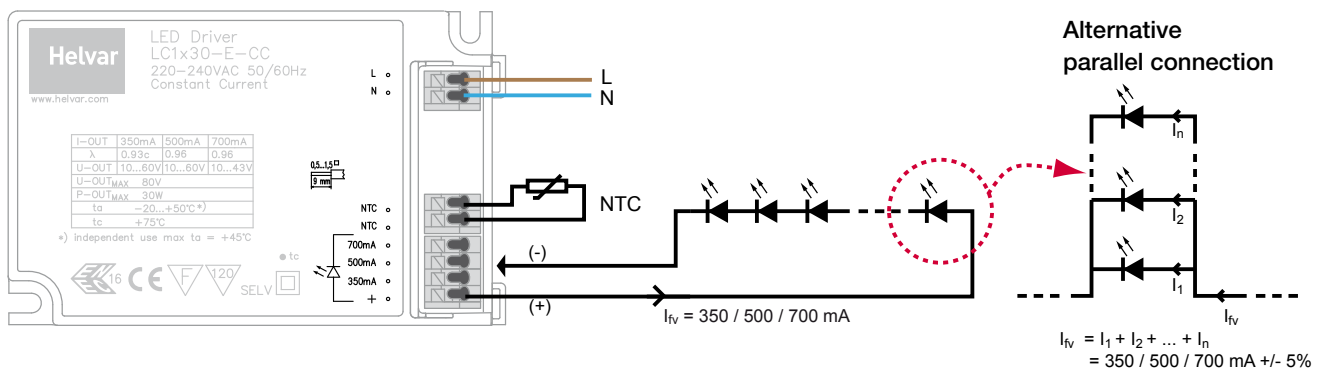 Helvar
www.helvar.com
LED Driver
LC1x30-E-CC
220-240VAC 50/60Hz
Constant Current
I-OUT 350mA 500mA 700mA
λ 0.93c 0.96 0.96
U-OUT 10...60V 10...60V 10...43V
U-OUTMAX 80V
P-OUTMAX 30W
ta -20...+50°C*)
tc +75°C
*) Independent use max ta = +45°C
16 CE F 120 SELV
tc
L
N
0,5...1,5
9 mm
NTC
NTC
700mA
500mA
350mA
+
L
N
NTC
(-)
(+)
Ifv = 350 / 500 / 700 mA
Alternative
parallel connection
In
I2
I1
Ifv
Ifv = I1 + I2 + ... + In
= 350 / 500 / 700 mA +/- 5%